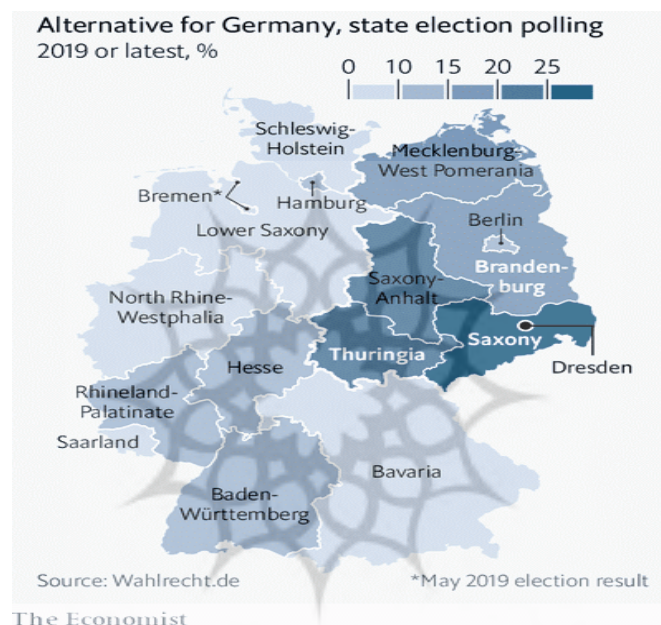 Alternative for Germany, state election polling
2019 or latest, %
0 10 15 20 25
Schleswig-
Holstein
Mecklenburg-
West Pomerania
Bremen*
Hamburg
Lower Saxony
Berlin
Branden-
burg
Saxony-
Anhalt
North Rhine-
Westphalia
Saxony
Thuringia
Hesse
Dresden
Rhineland-
Palatinate
Saarland
Bavaria
Baden-
Württemberg
Source: Wahlrecht.de
*May 2019 election result
The Economist